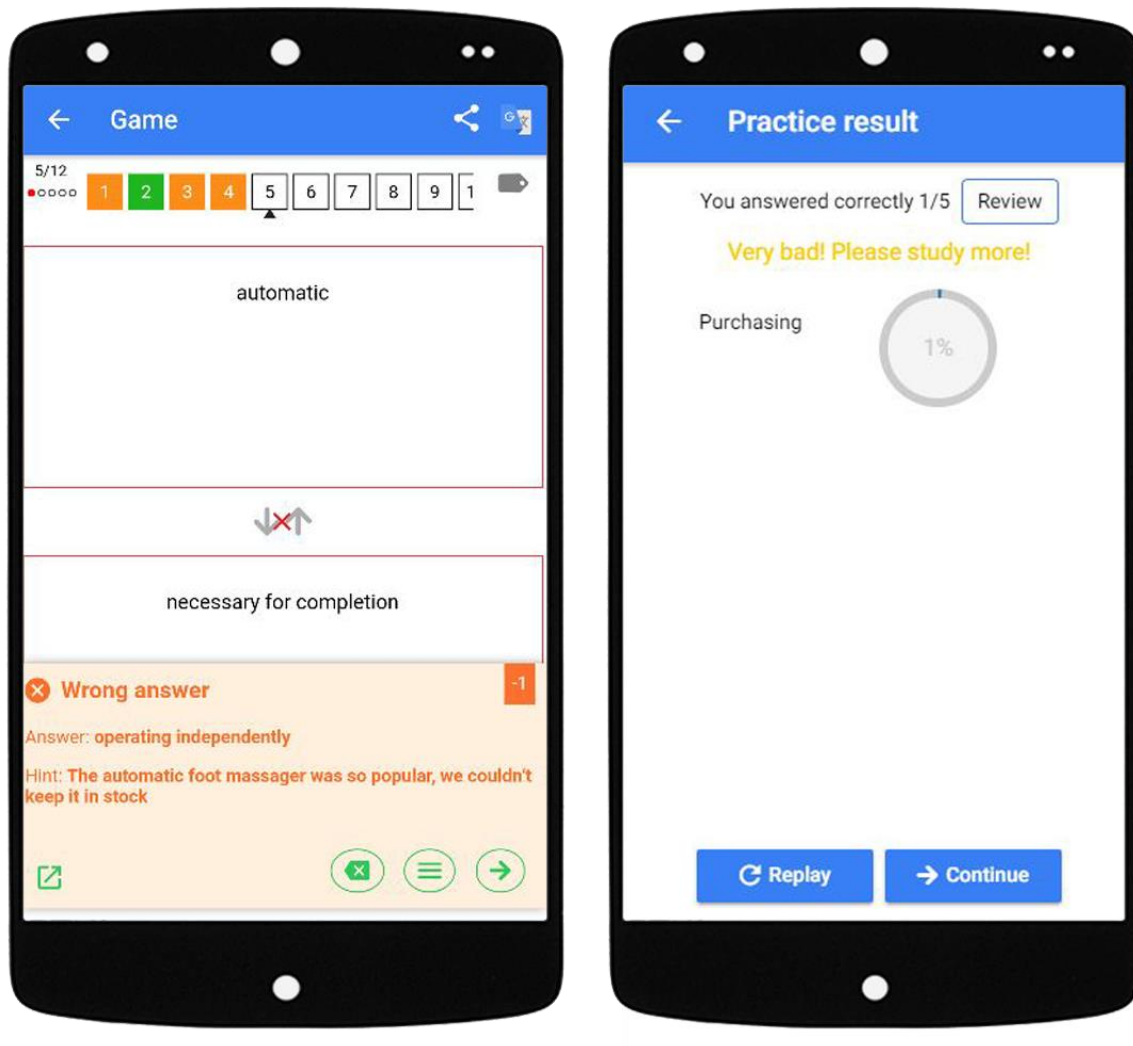 Game
5/12
1 2 3 4 5 6 7 8 9 1
automatic
necessary for completion
Wrong answer
-1
Answer: operating independently
Hint: The automatic foot massager was so popular, we couldn't
keep it in stock
Practice result
You answered correctly 1/5 Review
Very bad! Please study more!
Purchasing
1%
Replay
Continue